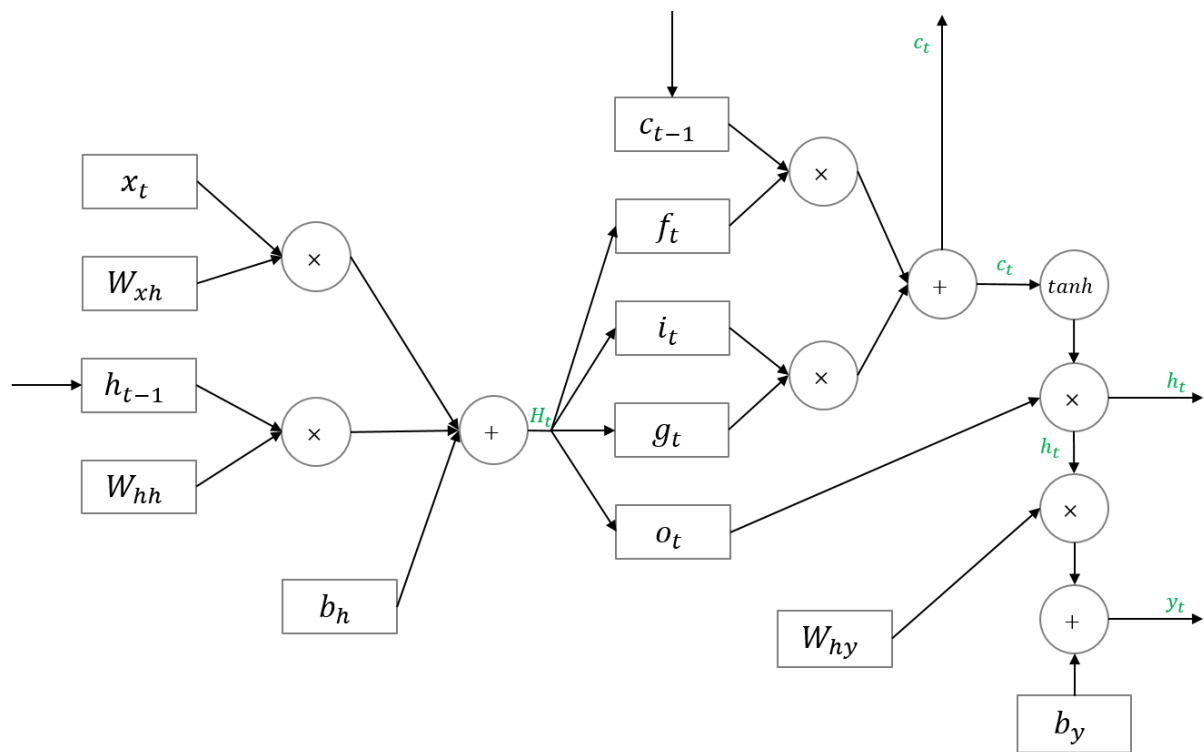 c_t
c_{t-1}
x_t
×
f_t
W_{xh}
×
c_t
+
tanh
i_t
h_{t-1}
×
h_t
×
H_t
+
×
g_t
h_t
W_{hh}
o_t
×
b_h
y_t
+
W_{hy}
b_y